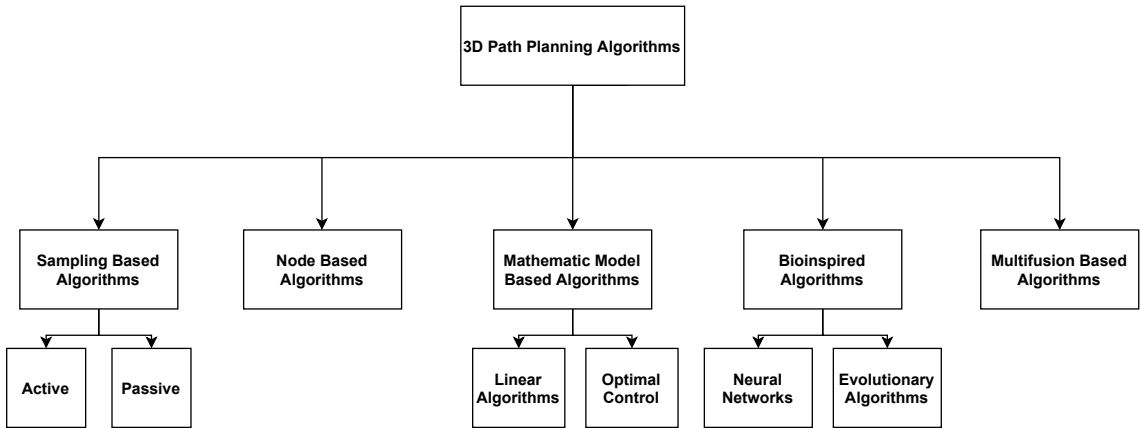 3D Path Planning Algorithms
Sampling Based
Algorithms
Node Based
Algorithms
Mathematic Model
Based Algorithms
Bioinspired
Algorithms
Multifusion Based
Algorithms
Active
Passive
Linear
Algorithms
Optimal
Control
Neural
Networks
Evolutionary
Algorithms